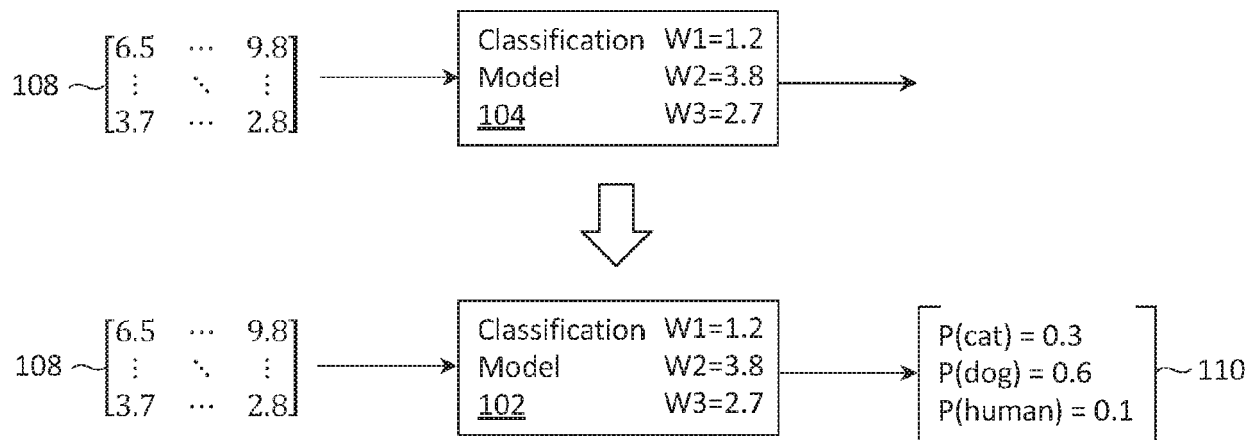 108
6.5 ⋯ 9.8
⋮ ⋱ ⋮
3.7 ⋯ 2.8
Classification W1=1.2
Model W2=3.8
104 W3=2.7
108
6.5 ⋯ 9.8
⋮ ⋱ ⋮
3.7 ⋯ 2.8
Classification W1=1.2
Model W2=3.8
102 W3=2.7
P(cat) = 0.3
P(dog) = 0.6
P(human) = 0.1
110